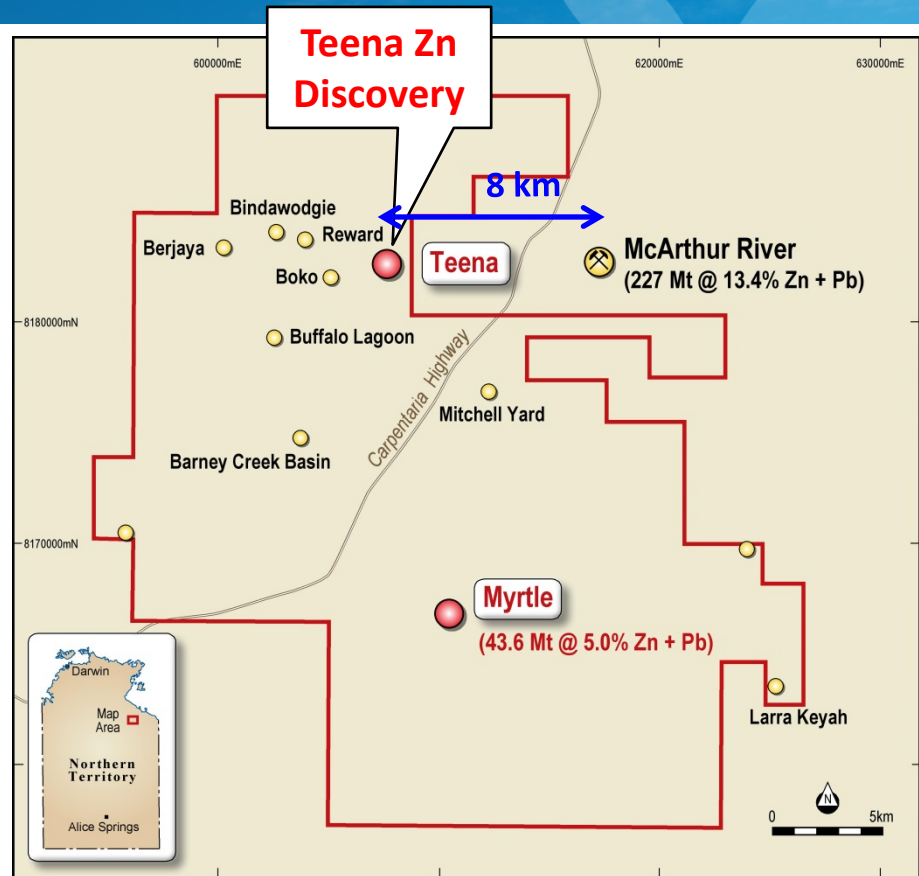 Teena Zn
Discovery
600000mE
620000mE
630000mE
8 km
Bindawodgie
Reward
Berjaya
Boko
Teena
McArthur River
(227 Mt @ 13.4% Zn + Pb)
8180000mN
Buffalo Lagoon
Carpentaria Highway
Mitchell Yard
Barney Creek Basin
8170000mN
Myrtle
(43.6 Mt @ 5.0% Zn + Pb)
Larra Keyah
Darwin
Map
Area
Northern
Territory
Alice Springs
N
0 5km